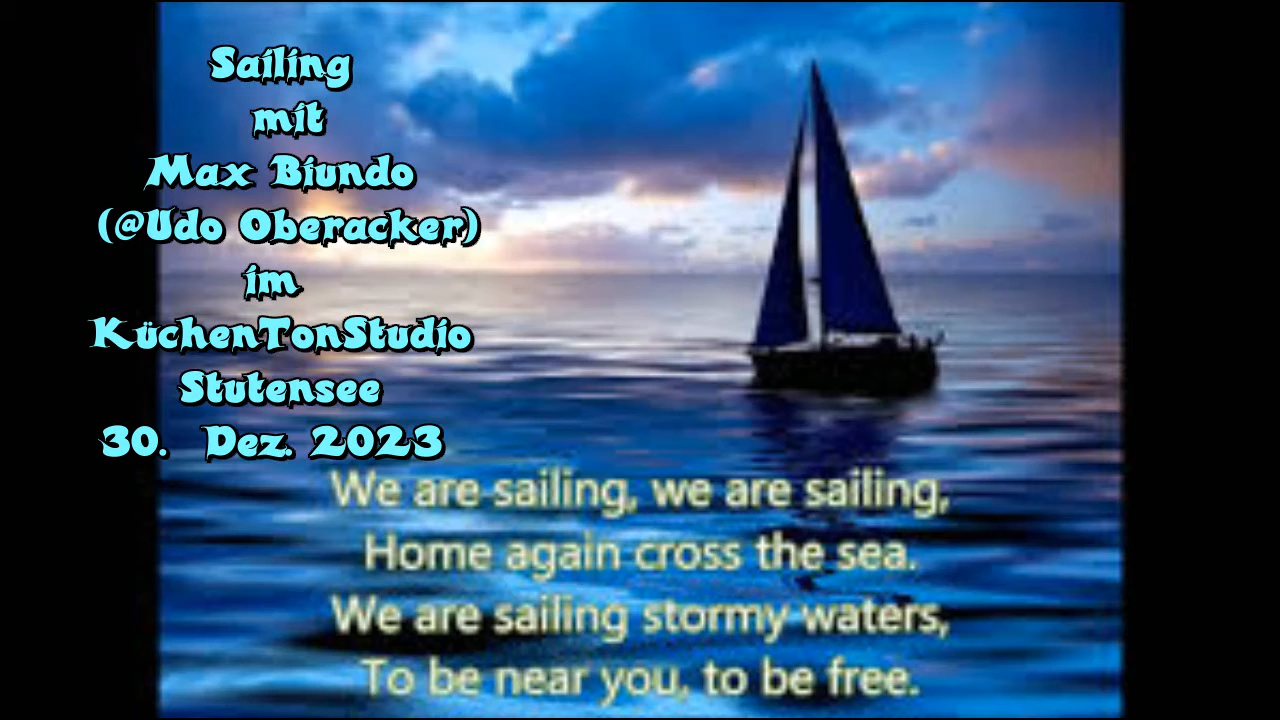 Sailing
mit
Max Biundo
(@Udo Oberacker)
im
KüchenTonStudio
Stutensee
30. Dez. 2023
We are sailing, we are sailing,
Home again cross the sea.
We are sailing stormy waters,
To be near you, to be free.